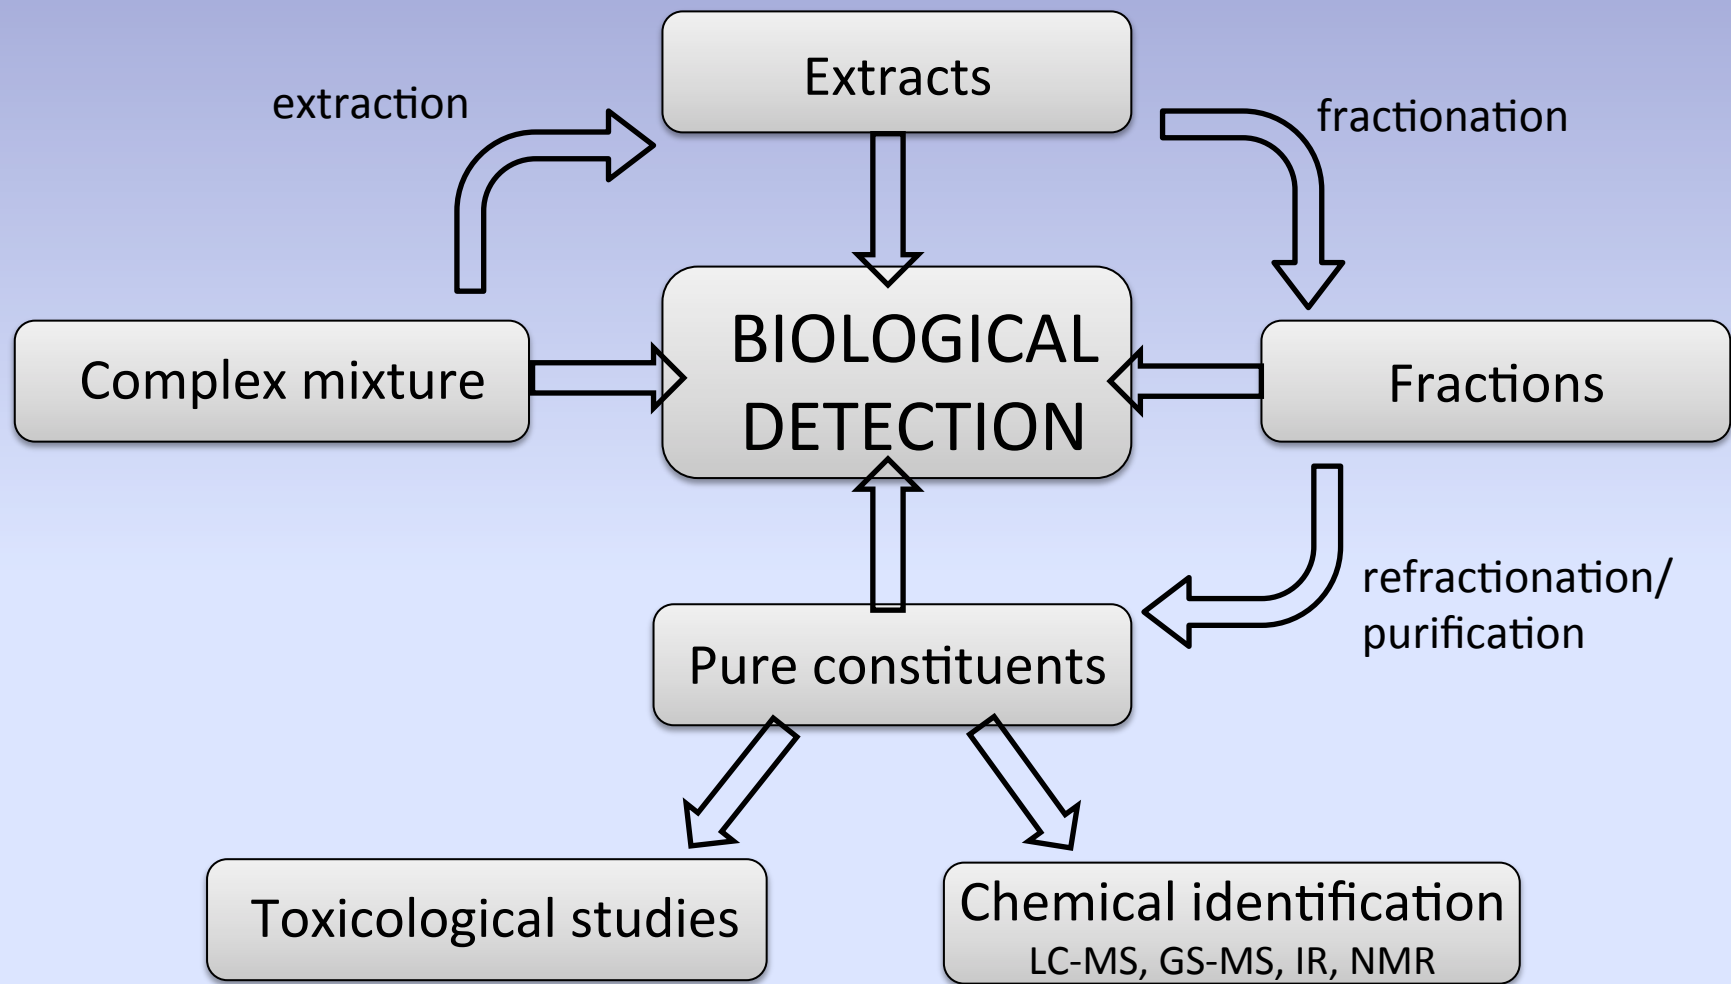 Extracts
extraction
fractionation
BIOLOGICAL
DETECTION
Complex mixture
Fractions
refractionation/
purification
Pure constituents
Toxicological studies
Chemical identification
LC-MS, GS-MS, IR, NMR